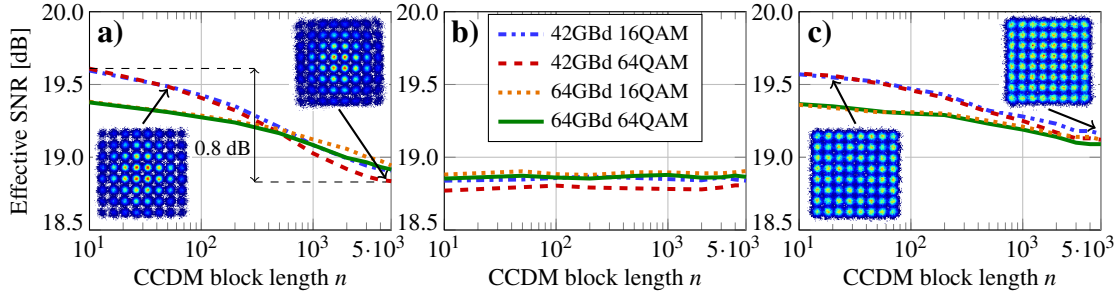 Effective SNR [dB]
20.0
19.5
19.0
18.5
a)
0.8 dB
10^1
10^2
10^3
5·10^3
CCDM block length n
20.0
19.5
19.0
18.5
b)
42GBd 16QAM
42GBd 64QAM
64GBd 16QAM
64GBd 64QAM
10^1
10^2
10^3
5·10^3
CCDM block length n
20.0
19.5
19.0
18.5
c)
10^1
10^2
10^3
5·10^3
CCDM block length n